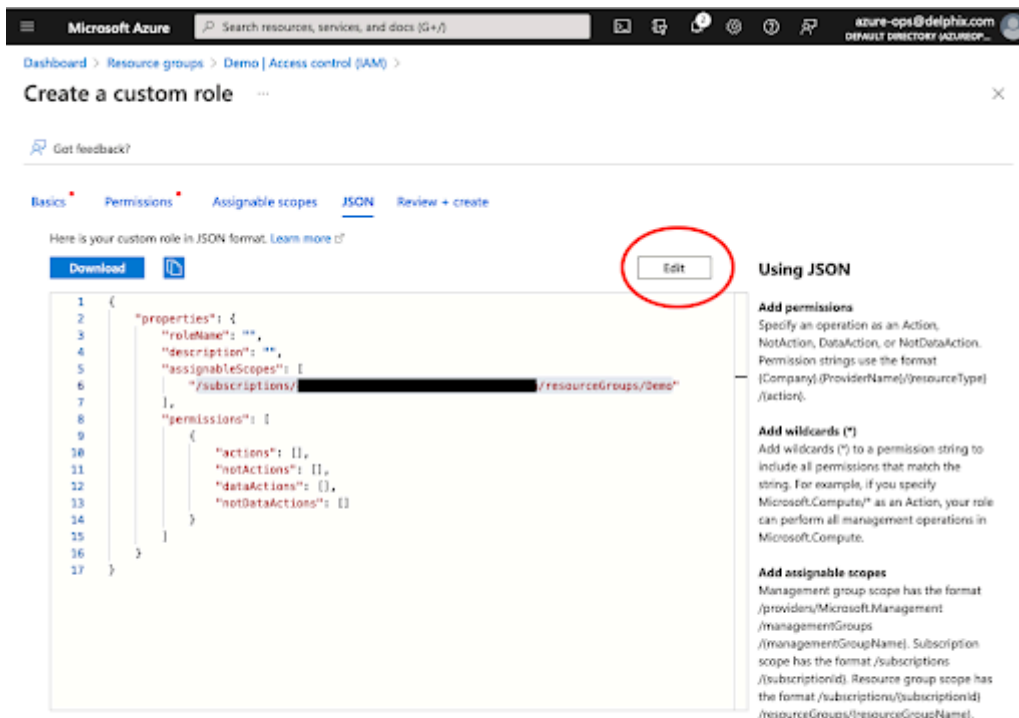 Microsoft Azure
Search resources, services, and docs (G+/)
2
azure-ops@delphix.com
DEFAULT DIRECTORY (AZUREOP...
Dashboard > Resource groups > Demo | Access control (IAM) >
Create a custom role ...
Got feedback?
Basics Permissions Assignable scopes JSON Review + create
Here is your custom role in JSON format. Learn more
Download
Edit
1 {
2 "properties": {
3 "roleName": "",
4 "description": "",
5 "assignableScopes": [
6 "/subscriptions/ /resourceGroups/Demo"
7 ],
8 "permissions": [
9 {
10 "actions": [],
11 "notActions": [],
12 "dataActions": [],
13 "notDataActions": []
14 }
15 ]
16 }
17 }
Using JSON
Add permissions
Specify an operation as an Action,
NotAction, DataAction, or NotDataAction.
Permission strings use the format
{Company}.{ProviderName}/{resourceType}
/{action}.
Add wildcards (*)
Add wildcards (*) to a permission string to
include all permissions that match the
string. For example, if you specify
Microsoft.Compute/* as an Action, your role
can perform all management operations in
Microsoft.Compute.
Add assignable scopes
Management group scope has the format
/providers/Microsoft.Management
/managementGroups
/{managementGroupName}. Subscription
scope has the format /subscriptions
/{subscriptionId}. Resource group scope has
the format /subscriptions/{subscriptionId}
/resourceGroups/{resourceGroupName}.